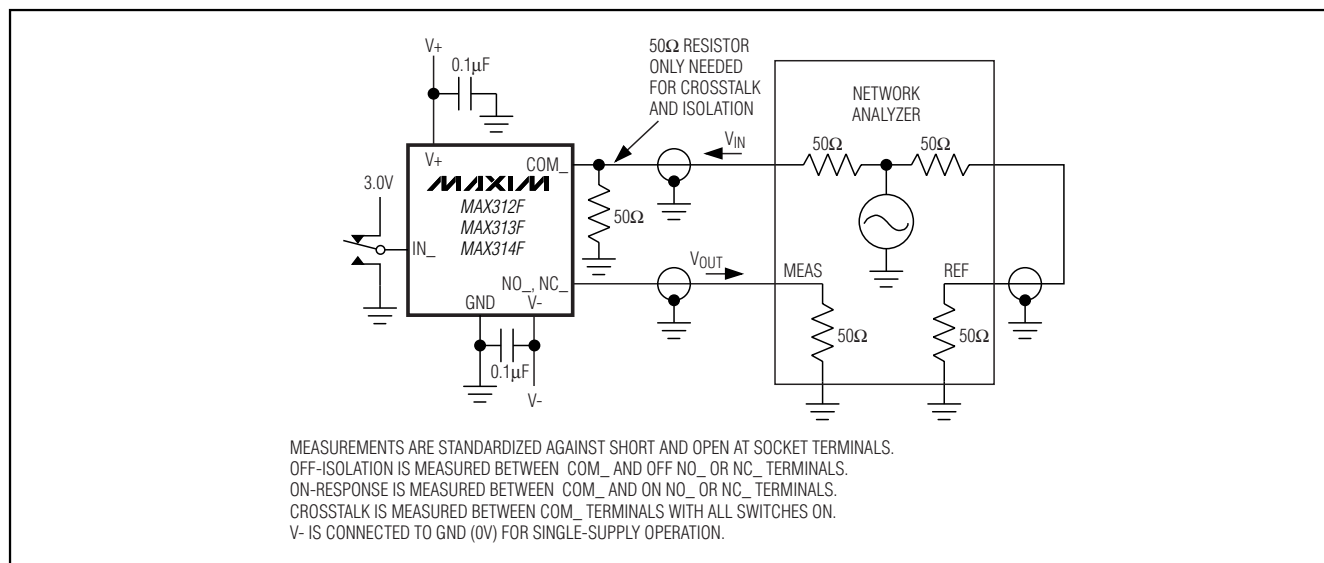 V+
0.1µF
50Ω RESISTOR
ONLY NEEDED
FOR CROSSTALK
AND ISOLATION
NETWORK
ANALYZER
V+
COM_
VIN
50Ω
50Ω
3.0V
MAXIM
MAX312F
MAX313F
MAX314F
50Ω
IN_
NO_, NC_
VOUT
MEAS
REF
GND
V-
50Ω
50Ω
0.1µF
V-
MEASUREMENTS ARE STANDARDIZED AGAINST SHORT AND OPEN AT SOCKET TERMINALS.
OFF-ISOLATION IS MEASURED BETWEEN COM_ AND OFF NO_ OR NC_ TERMINALS.
ON-RESPONSE IS MEASURED BETWEEN COM_ AND ON NO_ OR NC_ TERMINALS.
CROSSTALK IS MEASURED BETWEEN COM_ TERMINALS WITH ALL SWITCHES ON.
V- IS CONNECTED TO GND (0V) FOR SINGLE-SUPPLY OPERATION.